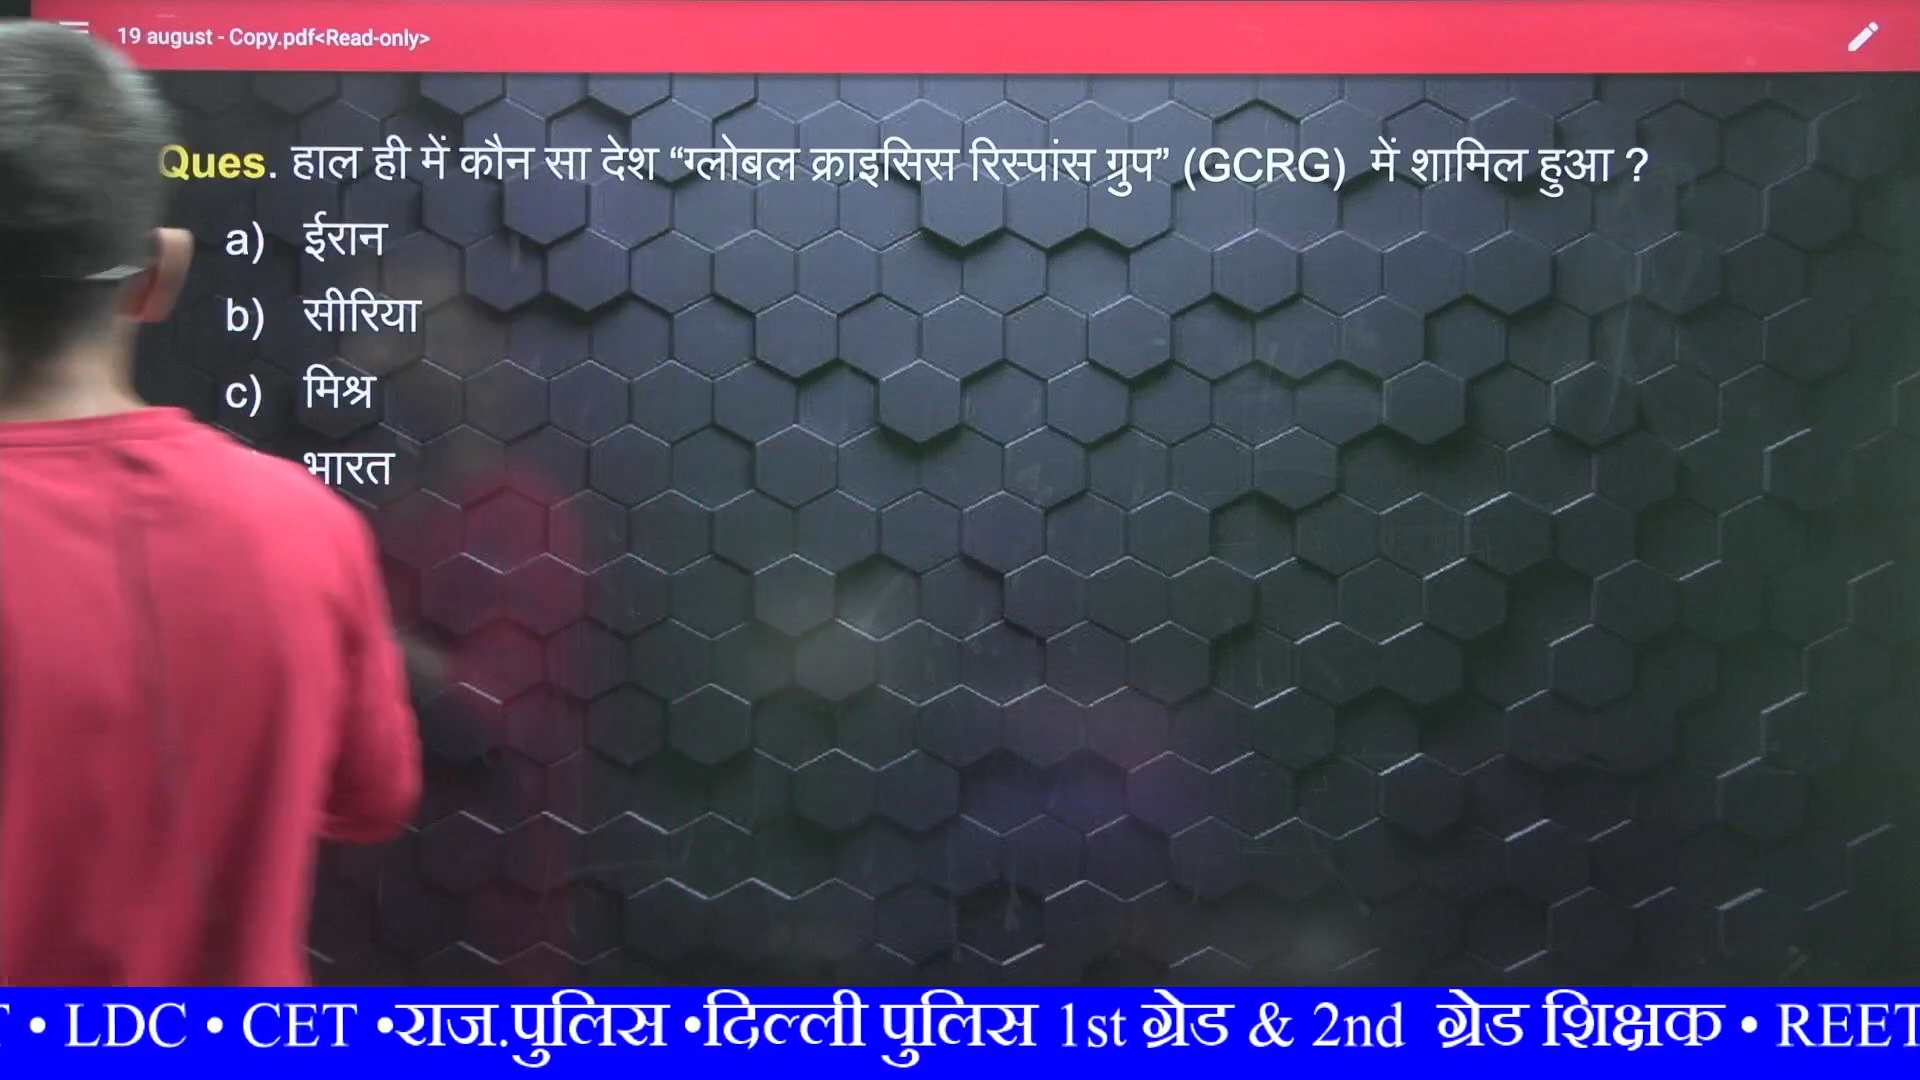 19 august - Copy.pdf<Read-only>
Ques. हाल ही में कौन सा देश “ग्लोबल क्राइसिस रिस्पांस ग्रुप” (GCRG) में शामिल हुआ ?
a) ईरान
b) सीरिया
c) मिश्र
भारत
• LDC • CET •राज.पुलिस •दिल्ली पुलिस 1st ग्रेड & 2nd ग्रेड शिक्षक • REET